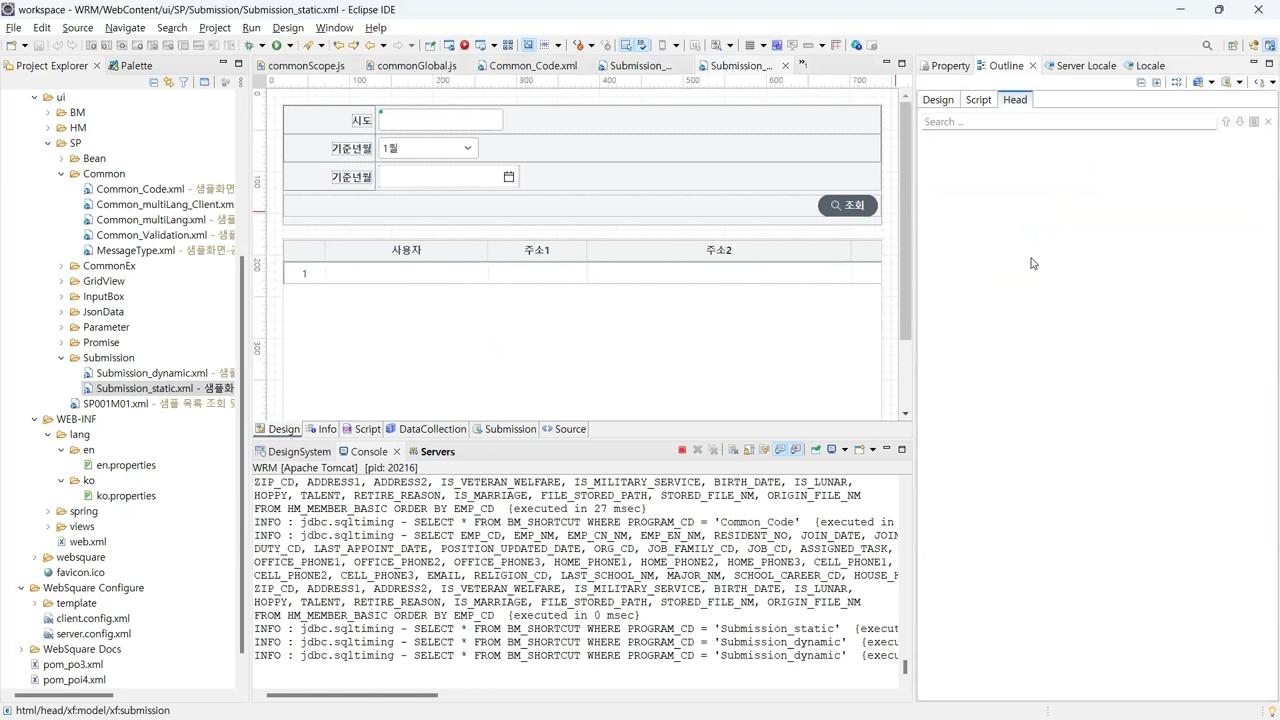 workspace - WRM/WebContent/ui/SP/Submission/Submission_static.xml - Eclipse IDE
File Edit Source Navigate Search Project Run Design Window Help
Project Explorer
Palette
commonScope.js
commonGlobal.js
Common_Code.xml
Submission_...
Submission_...
Property
Outline
Server Locale
Locale
Design
Script
Head
Search ...
0 100 200 300 400 500 600 700
0
100
200
300
ui
BM
HM
SP
Bean
Common
Common_Code.xml - 샘플화면
Common_multiLang_Client.xm
Common_multiLang.xml - 샘플
Common_Validation.xml - 샘플
MessageType.xml - 샘플화면-공
CommonEx
GridView
InputBox
JsonData
Parameter
Promise
Submission
Submission_dynamic.xml - 샘플
Submission_static.xml - 샘플화
SP001M01.xml - 샘플 목록 조회 및
WEB-INF
lang
en
en.properties
ko
ko.properties
spring
views
web.xml
websquare
favicon.ico
WebSquare Configure
template
client.config.xml
server.config.xml
WebSquare Docs
pom_po3.xml
pom_poi4.xml
시도
기준년월 1월
기준년월
조회
사용자 주소1 주소2
1
Design Info Script DataCollection Submission Source
DesignSystem Console Servers
WRM [Apache Tomcat] [pid: 20216]
ZIP_CD, ADDRESS1, ADDRESS2, IS_VETERAN_WELFARE, IS_MILITARY_SERVICE, BIRTH_DATE, IS_LUNAR,
HOPPY, TALENT, RETIRE_REASON, IS_MARRIAGE, FILE_STORED_PATH, STORED_FILE_NM, ORIGIN_FILE_NM
FROM HM_MEMBER_BASIC ORDER BY EMP_CD {executed in 27 msec}
INFO : jdbc.sqltiming - SELECT * FROM BM_SHORTCUT WHERE PROGRAM_CD = 'Common_Code' {executed in
INFO : jdbc.sqltiming - SELECT EMP_CD, EMP_NM, EMP_CN_NM, EMP_EN_NM, RESIDENT_NO, JOIN_DATE, JOIN
DUTY_CD, LAST_APPOINT_DATE, POSITION_UPDATED_DATE, ORG_CD, JOB_FAMILY_CD, JOB_CD, ASSIGNED_TASK,
OFFICE_PHONE1, OFFICE_PHONE2, OFFICE_PHONE3, HOME_PHONE1, HOME_PHONE2, HOME_PHONE3, CELL_PHONE1,
CELL_PHONE2, CELL_PHONE3, EMAIL, RELIGION_CD, LAST_SCHOOL_NM, MAJOR_NM, SCHOOL_CAREER_CD, HOUSE_
ZIP_CD, ADDRESS1, ADDRESS2, IS_VETERAN_WELFARE, IS_MILITARY_SERVICE, BIRTH_DATE, IS_LUNAR,
HOPPY, TALENT, RETIRE_REASON, IS_MARRIAGE, FILE_STORED_PATH, STORED_FILE_NM, ORIGIN_FILE_NM
FROM HM_MEMBER_BASIC ORDER BY EMP_CD {executed in 0 msec}
INFO : jdbc.sqltiming - SELECT * FROM BM_SHORTCUT WHERE PROGRAM_CD = 'Submission_static' {execut
INFO : jdbc.sqltiming - SELECT * FROM BM_SHORTCUT WHERE PROGRAM_CD = 'Submission_dynamic' {execu
INFO : jdbc.sqltiming - SELECT * FROM BM_SHORTCUT WHERE PROGRAM_CD = 'Submission_dynamic' {execu
html/head/xf:model/xf:submission